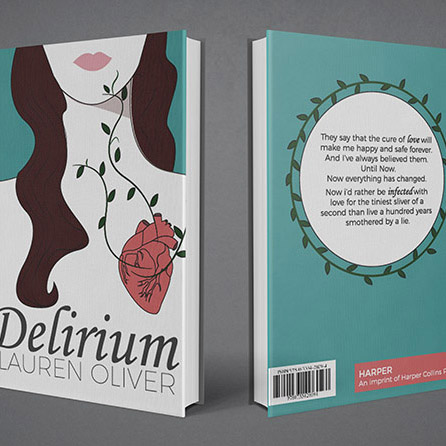 Delirium
LAUREN OLIVER
They say that the cure of love will
make me happy and safe forever.
And I've always believed them.
Until Now.
Now everything has changed.
Now i'd rather be infected with
love for the tiniest sliver of a
second than live a hundred years
smothered by a lie.
HARPER
An imprint of Harper Collins P